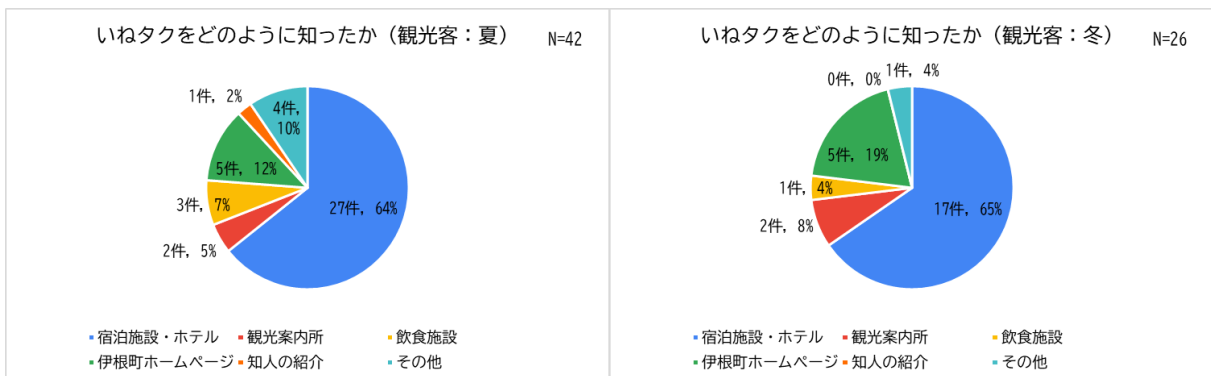 いねタクをどのように知ったか（観光客：夏） N=42
1件, 2%
4件,
10%
5件, 12%
3件, 7%
27件, 64%
2件, 5%
宿泊施設・ホテル 観光案内所 飲食施設
伊根町ホームページ 知人の紹介 その他
いねタクをどのように知ったか（観光客：冬） N=26
0件, 0%
1件, 4%
5件, 19%
1件, 4%
17件, 65%
2件, 8%
宿泊施設・ホテル 観光案内所 飲食施設
伊根町ホームページ 知人の紹介 その他